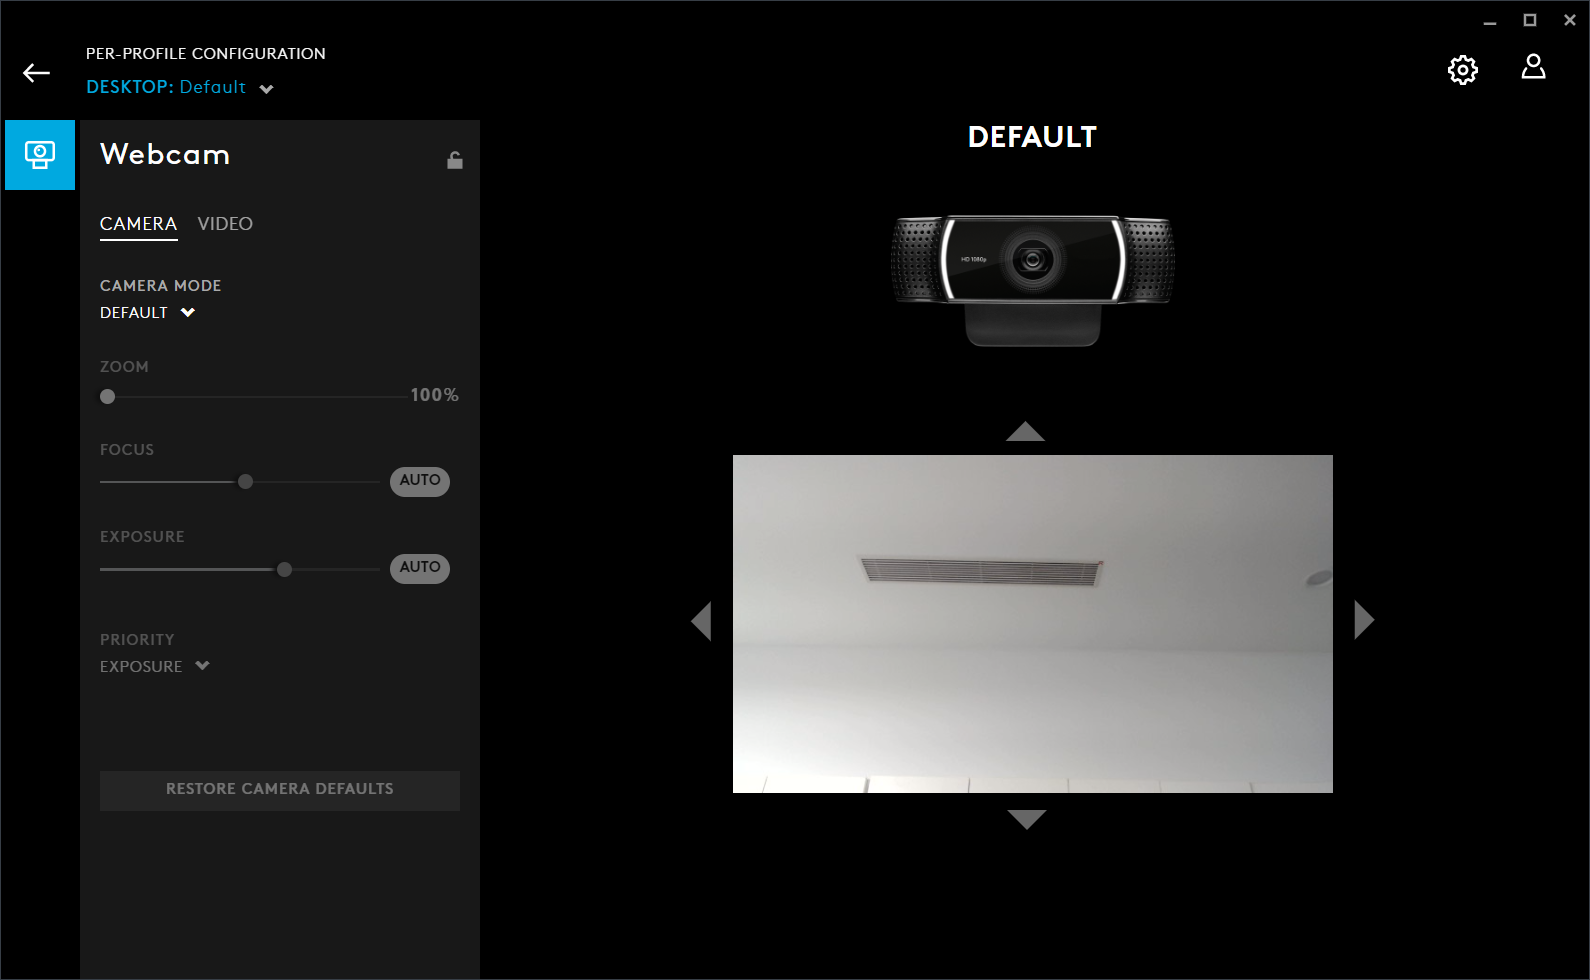 PER-PROFILE CONFIGURATION
DESKTOP: Default
Webcam
CAMERA VIDEO
CAMERA MODE
DEFAULT
ZOOM
100%
FOCUS
AUTO
EXPOSURE
AUTO
PRIORITY
EXPOSURE
RESTORE CAMERA DEFAULTS
DEFAULT
HD 1080p